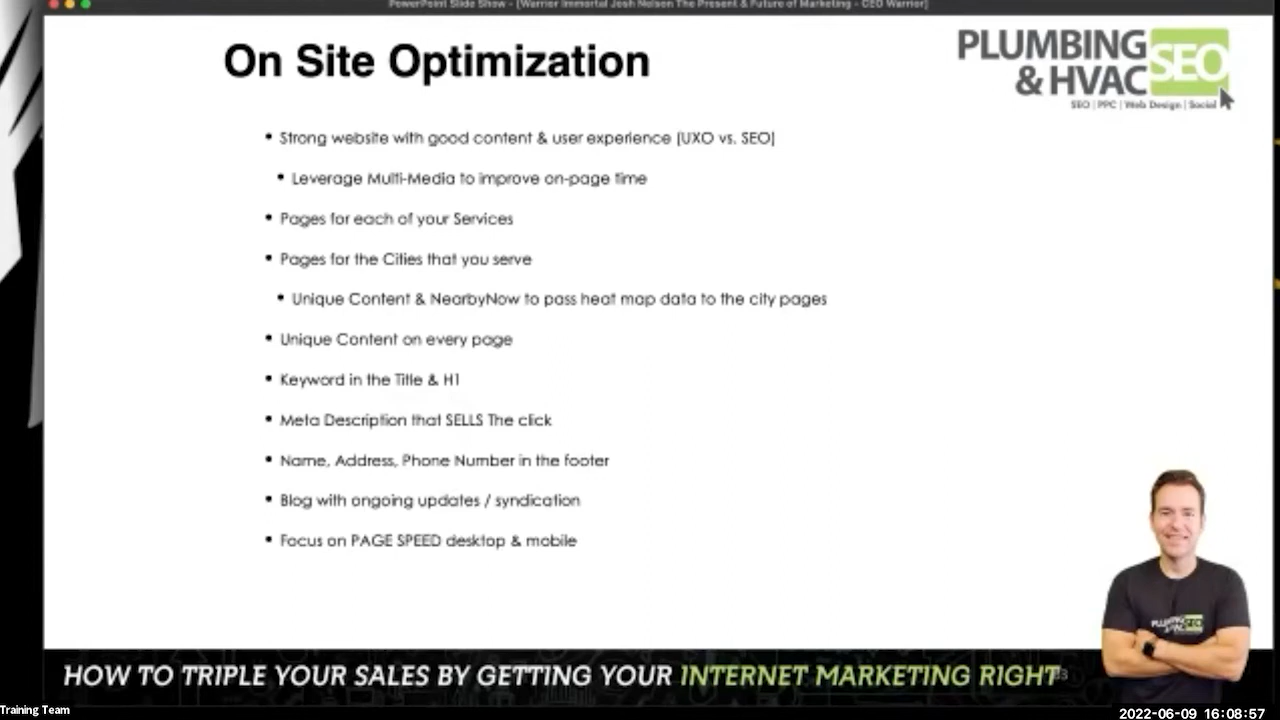 PowerPoint Slide Show - [Warrior Immortal Josh Nelson The Present & Future of Marketing - CEO Warrior]
On Site Optimization
PLUMBING
& HVAC SEO
SEO | PPC | Web Design | Social
• Strong website with good content & user experience (UXO vs. SEO)
• Leverage Multi-Media to improve on-page time
• Pages for each of your Services
• Pages for the Cities that you serve
• Unique Content & NearbyNow to pass heat map data to the city pages
• Unique Content on every page
• Keyword in the Title & H1
• Meta Description that SELLS The click
• Name, Address, Phone Number in the footer
• Blog with ongoing updates / syndication
• Focus on PAGE SPEED desktop & mobile
PLUMBING
& HVAC SEO
HOW TO TRIPLE YOUR SALES BY GETTING YOUR INTERNET MARKETING RIGHT
Training Team
2022-06-09 16:08:57